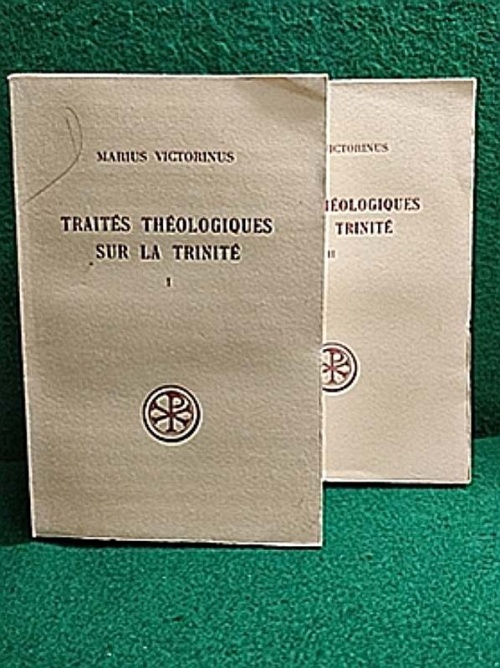 MARIUS VICTORINUS
TRAITÉS THÉOLOGIQUES
SUR LA TRINITÉ
I
VICTORINUS
THÉOLOGIQUES
TRINITÉ
II